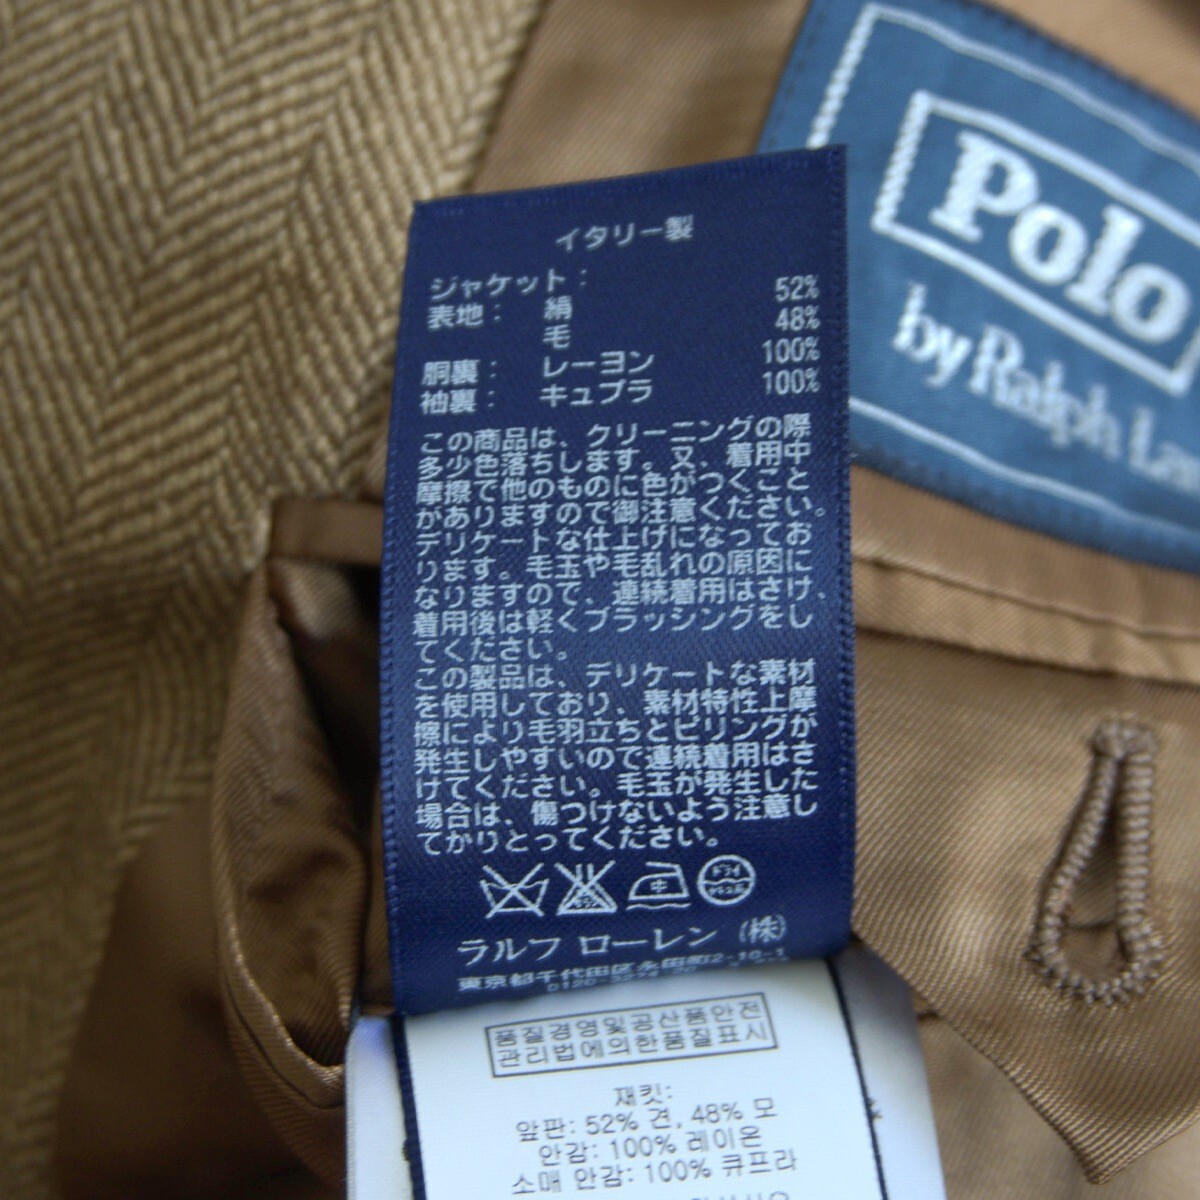 Polo
by Ralph
イタリー製
ジャケット:
表地: 絹 52%
毛 48%
胴裏: レーヨン 100%
袖裏: キュプラ 100%
この商品は、クリーニングの際
多少色落ちします。又、着用中
摩擦で他のものに色がつくこと
がありますので御注意ください。
デリケートな仕上げになってお
ります。毛玉や毛乱れの原因に
なりますので、連続着用はさけ、
着用後は軽くブラッシングをし
てください。
この製品は、デリケートな素材
を使用しており、素材特性上摩
擦により毛羽立ちとピリングが
発生しやすいので連続着用はさ
けてください。毛玉が発生した
場合は、傷つけないよう注意し
てかりとってください。
ラルフ ローレン (株)
東京都千代田区永田町2-10-1
품질경영및공산품안전
관리법에의한품질표시
재킷:
앞판: 52% 견, 48% 모
안감: 100% 레이온
소매 안감: 100% 큐프라